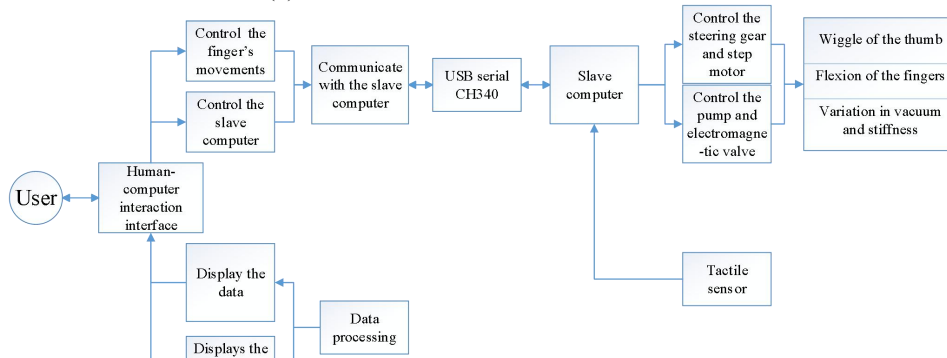 Control the
finger's
movements
Control the
slave
computer
Communicate
with the slave
computer
USB serial
CH340
Slave
computer
Control the
steering gear
and step
motor
Control the
pump and
electromagne
-tic valve
Wiggle of the thumb
Flexion of the fingers
Variation in vacuum
and stiffness
User
Human-
computer
interaction
interface
Display the
data
Data
processing
Displays the
Tactile
sensor